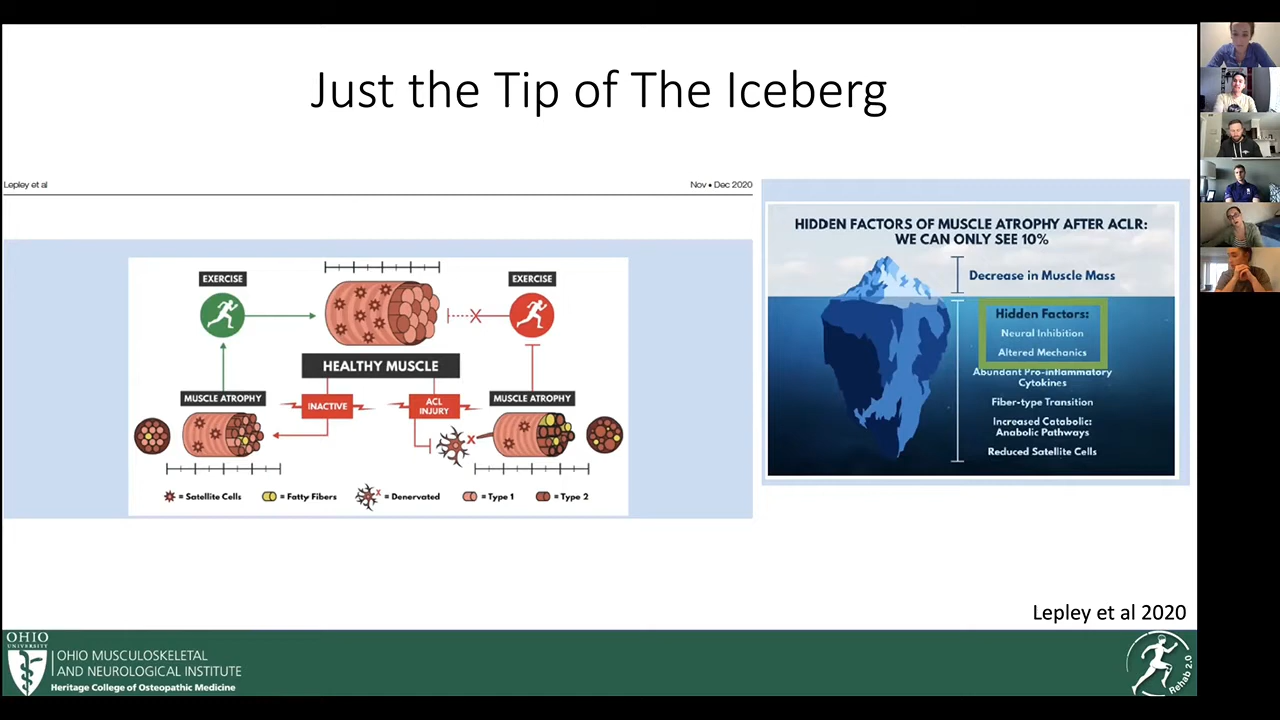 Just the Tip of The Iceberg
Lepley et al
Nov • Dec 2020
EXERCISE
EXERCISE
HEALTHY MUSCLE
MUSCLE ATROPHY
INACTIVE
ACL
INJURY
MUSCLE ATROPHY
X
= Satellite Cells
= Fatty Fibers
X
= Denervated
= Type 1
= Type 2
HIDDEN FACTORS OF MUSCLE ATROPHY AFTER ACLR:
WE CAN ONLY SEE 10%
Decrease in Muscle Mass
Hidden Factors:
Neural Inhibition
Altered Mechanics
Abundant Pro-inflammatory
Cytokines
Fiber-type Transition
Increased Catabolic:
Anabolic Pathways
Reduced Satellite Cells
Lepley et al 2020
OHIO
UNIVERSITY
OHIO MUSCULOSKELETAL
AND NEUROLOGICAL INSTITUTE
Heritage College of Osteopathic Medicine
Rehab 2.0